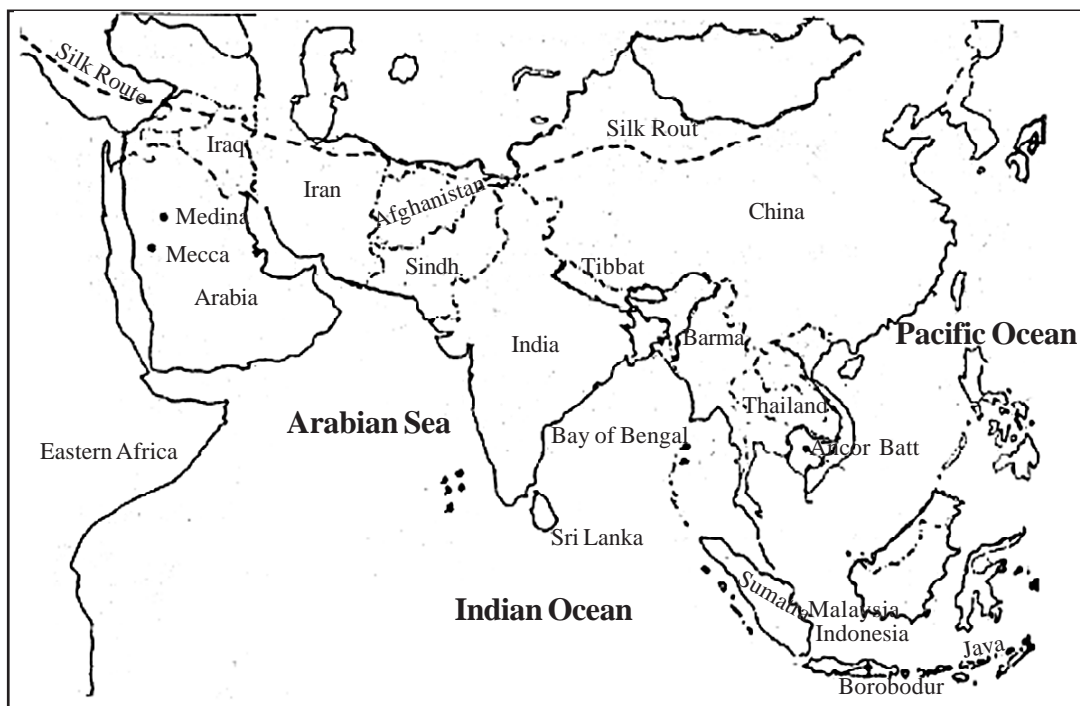 Silk Route
Silk Rout
Iraq
Iran
Afghanistan
China
Medina
Mecca
Sindh
Tibbat
Arabia
India
Barma
Pacific Ocean
Thailand
Arabian Sea
Bay of Bengal
Ancor Batt
Eastern Africa
Sri Lanka
Sumatra
Malaysia
Indian Ocean
Indonesia
Java
Borobodur